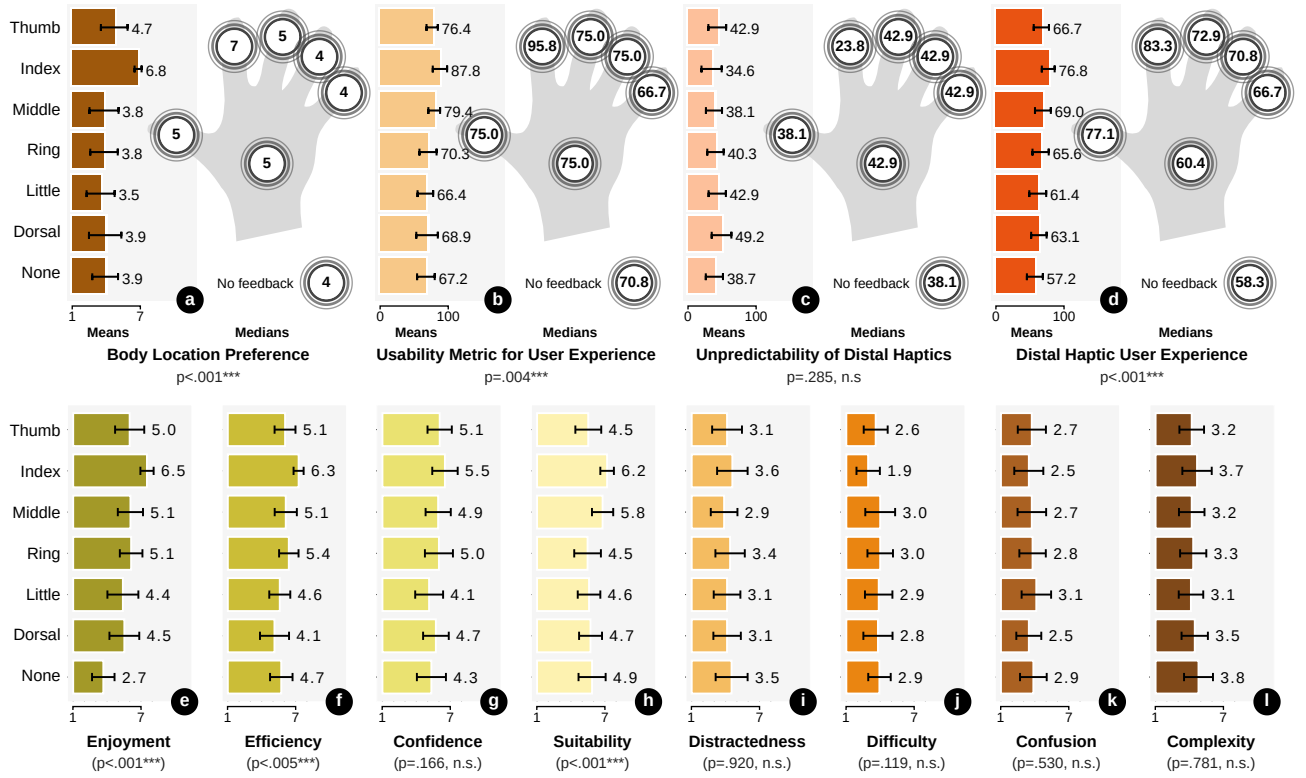 Thumb
Index
Middle
Ring
Little
Dorsal
None
4.7
6.8
3.8
3.8
3.5
3.9
3.9
7
5
4
4
5
5
No feedback
4
a
1 7
Means
Medians
Body Location Preference
p<.001***
76.4
87.8
79.4
70.3
66.4
68.9
67.2
95.8
75.0
75.0
66.7
75.0
75.0
No feedback
70.8
b
0 100
Means
Medians
Usability Metric for User Experience
p=.004***
42.9
34.6
38.1
40.3
42.9
49.2
38.7
23.8
42.9
42.9
42.9
38.1
42.9
No feedback
38.1
c
0 100
Means
Medians
Unpredictability of Distal Haptics
p=.285, n.s
66.7
76.8
69.0
65.6
61.4
63.1
57.2
83.3
72.9
70.8
66.7
77.1
60.4
No feedback
58.3
d
0 100
Means
Medians
Distal Haptic User Experience
p<.001***
Thumb
Index
Middle
Ring
Little
Dorsal
None
5.0
6.5
5.1
5.1
4.4
4.5
2.7
e
1 7
Enjoyment
(p<.001***)
5.1
6.3
5.1
5.4
4.6
4.1
4.7
f
1 7
Efficiency
(p<.005***)
5.1
5.5
4.9
5.0
4.1
4.7
4.3
g
1 7
Confidence
(p=.166, n.s.)
4.5
6.2
5.8
4.5
4.6
4.7
4.9
h
1 7
Suitability
(p<.001***)
3.1
3.6
2.9
3.4
3.1
3.1
3.5
i
1 7
Distractedness
(p=.920, n.s.)
2.6
1.9
3.0
3.0
2.9
2.8
2.9
j
1 7
Difficulty
(p=.119, n.s.)
2.7
2.5
2.7
2.8
3.1
2.5
2.9
k
1 7
Confusion
(p=.530, n.s.)
3.2
3.7
3.2
3.3
3.1
3.5
3.8
l
1 7
Complexity
(p=.781, n.s.)